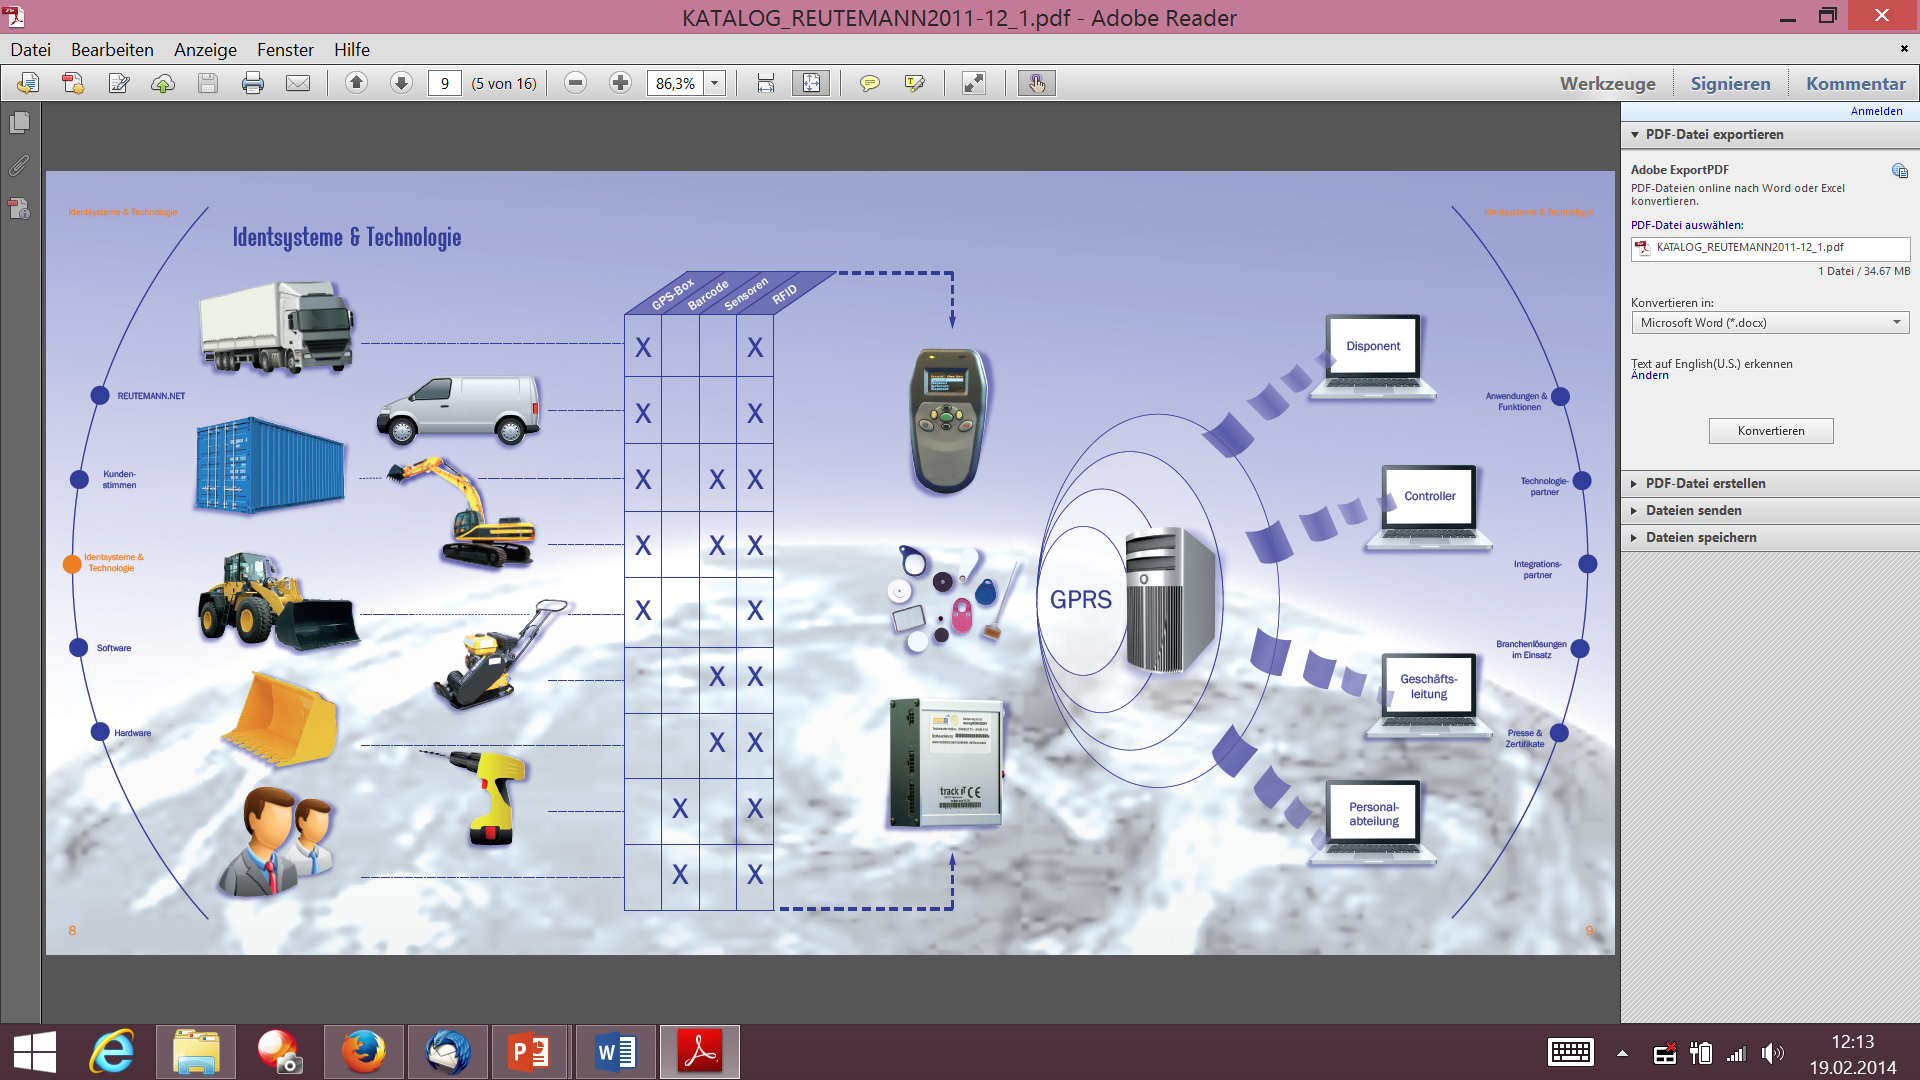 KATALOG_REUTEMANN2011-12_1.pdf - Adobe Reader
Datei Bearbeiten Anzeige Fenster Hilfe
9 (5 von 16) 86,3% Werkzeuge Signieren Kommentar
Anmelden
PDF-Datei exportieren
Adobe ExportPDF
PDF-Dateien online nach Word oder Excel
konvertieren.
PDF-Datei auswählen:
KATALOG_REUTEMANN2011-12_1.pdf
1 Datei / 34.67 MB
Konvertieren in:
Microsoft Word (*.docx)
Text auf English(U.S.) erkennen
Ändern
Konvertieren
PDF-Datei erstellen
Dateien senden
Dateien speichern
Identsysteme & Technologie
Identsysteme & Technologie
Identsysteme & Technologie
REUTEMANN.NET
Kunden-
stimmen
Identsysteme &
Technologie
Software
Hardware
GPS-Box Barcode Sensoren RFID
X X
X X
X X X
X X X
X X
X X
X X
X X
X X
track iT CE
GPRS
Disponent
Controller
Geschäfts-
leitung
Personal-
abteilung
Anwendungen &
Funktionen
Technologie-
partner
Integrations-
partner
Branchenlösungen
im Einsatz
Presse &
Zertifikate
8
9
12:13
19.02.2014